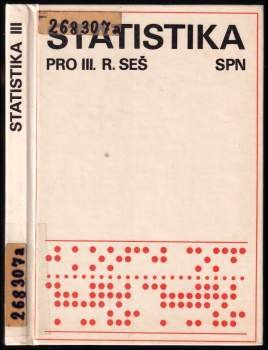 268307a
STATISTIKA
PRO III. R. SEŠ SPN
STATISTIKA III
268307a